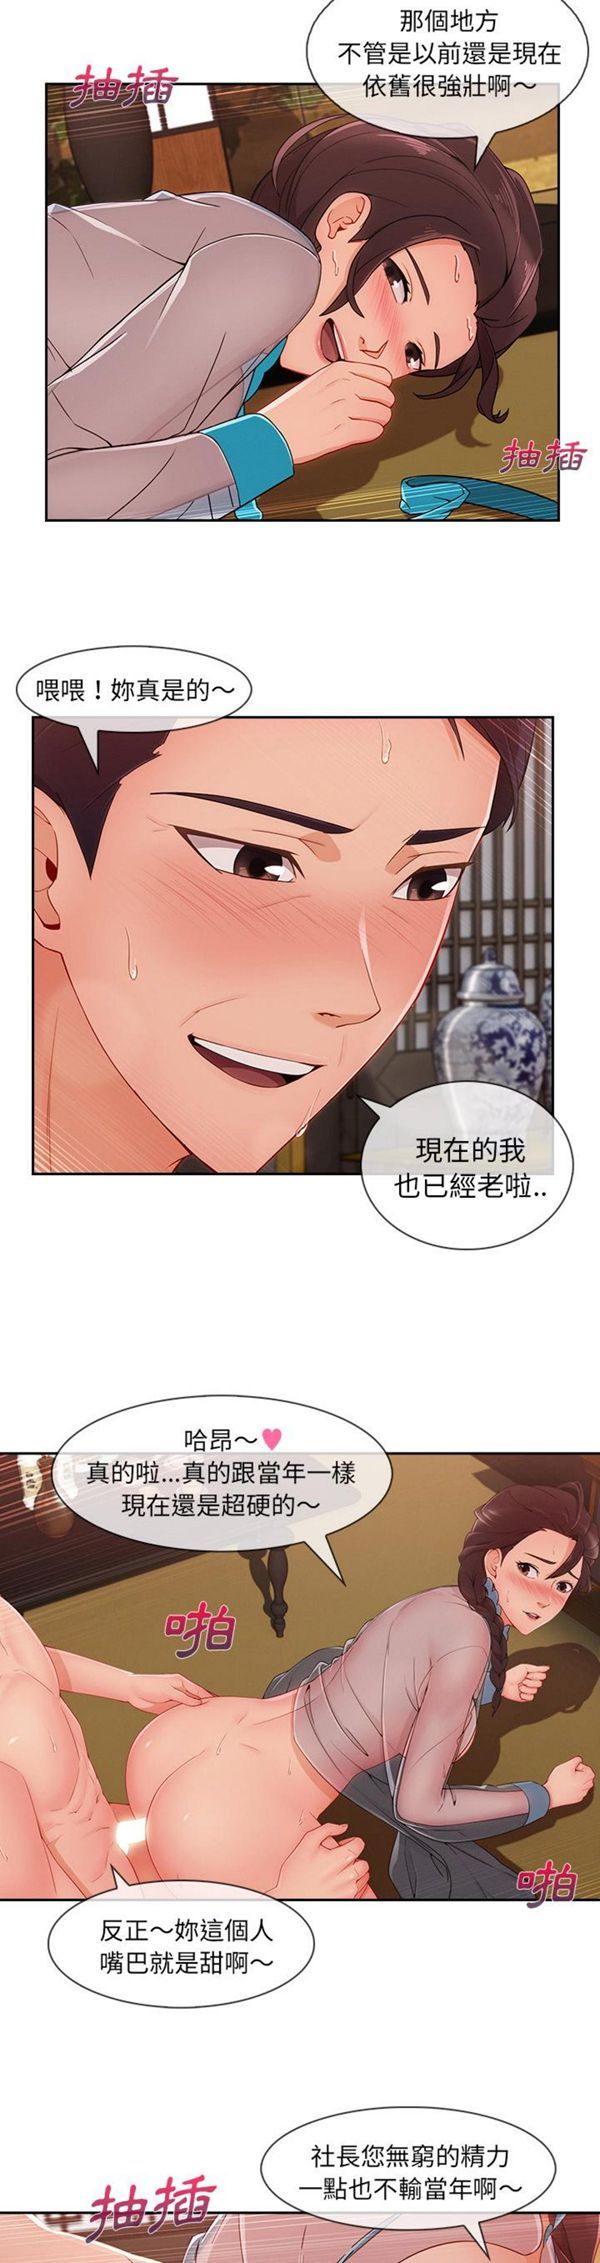 那個地方
不管是以前還是現在
依舊很強壯啊～
抽插
抽插
喂喂！妳真是的～
現在的我
也已經老啦..
哈昂～♥
真的啦...真的跟當年一樣
現在還是超硬的～
啪
啪
反正～妳這個人
嘴巴就是甜啊～
社長您無窮的精力
一點也不輸當年啊～
抽插